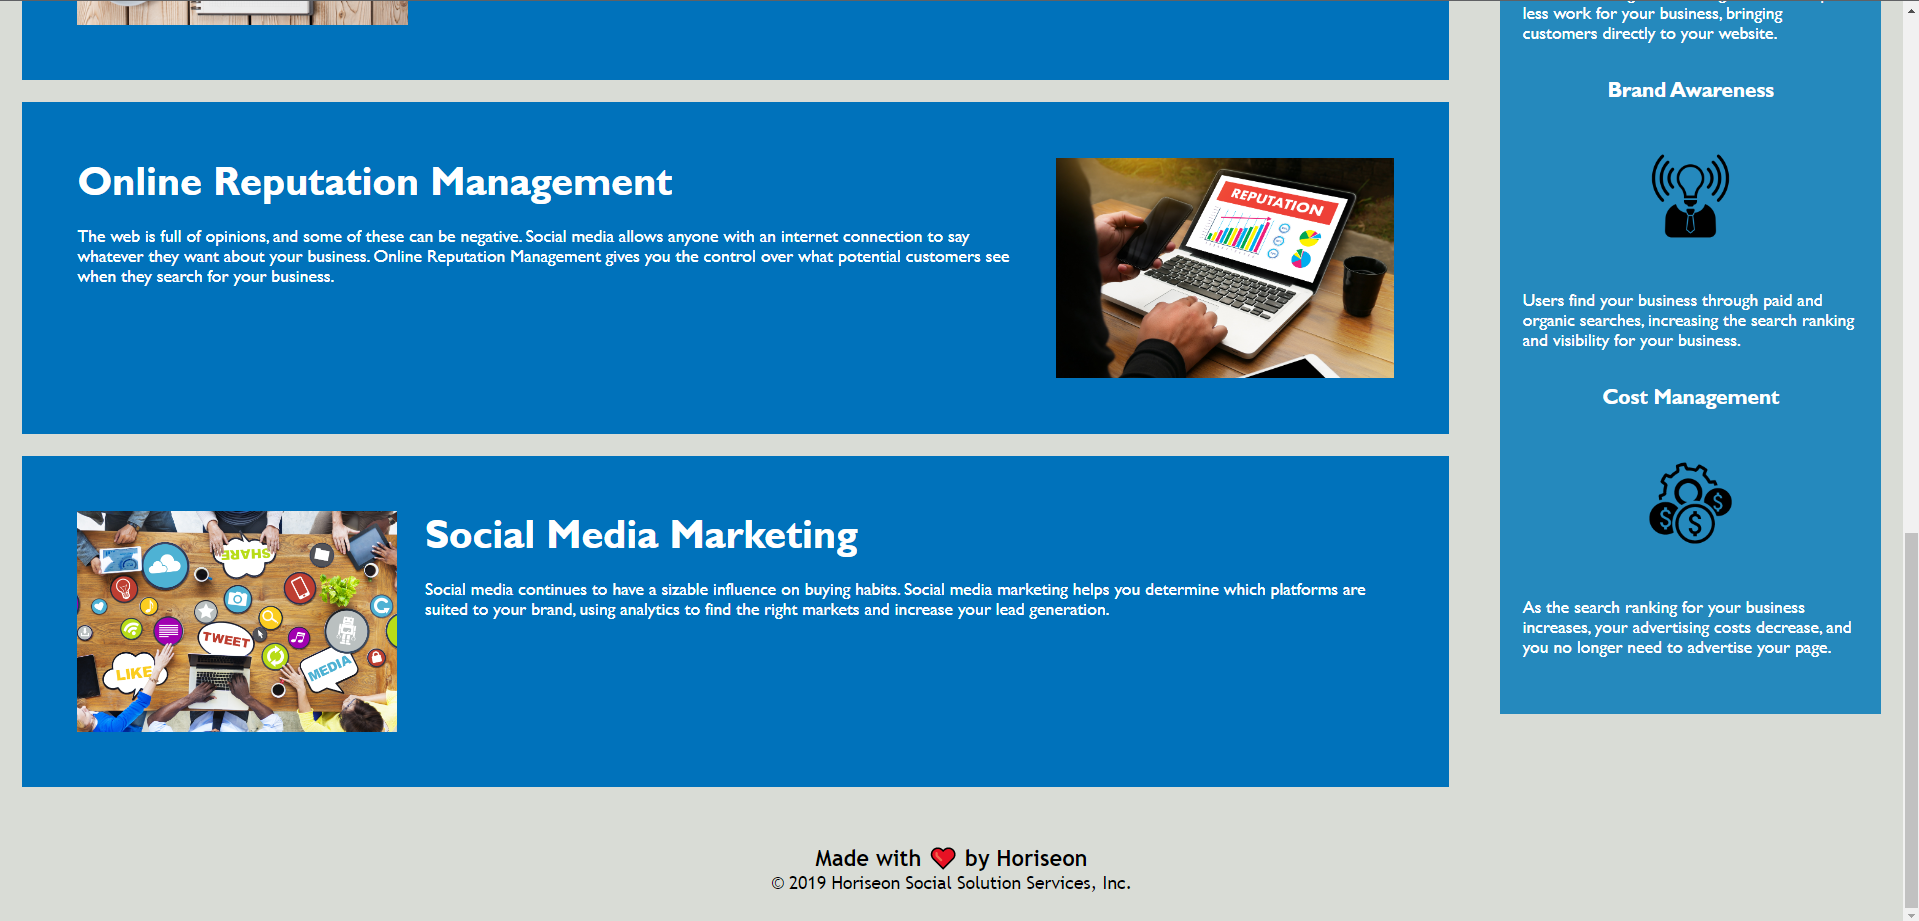 Online Reputation Management
The web is full of opinions, and some of these can be negative. Social media allows anyone with an internet connection to say
whatever they want about your business. Online Reputation Management gives you the control over what potential customers see
when they search for your business.
REPUTATION
SHARE
TWEET
LIKE
MEDIA
Social Media Marketing
Social media continues to have a sizable influence on buying habits. Social media marketing helps you determine which platforms are
suited to your brand, using analytics to find the right markets and increase your lead generation.
less work for your business, bringing
customers directly to your website.
Brand Awareness
Users find your business through paid and
organic searches, increasing the search ranking
and visibility for your business.
Cost Management
$
$
$
As the search ranking for your business
increases, your advertising costs decrease, and
you no longer need to advertise your page.
Made with ❤️ by Horiseon
© 2019 Horiseon Social Solution Services, Inc.